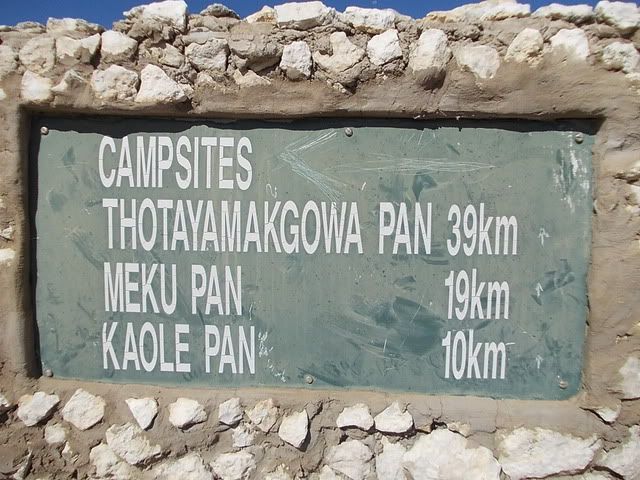 CAMPSITES
THOTAYAMAKGOWA PAN 39km
MEKU PAN 19km
KAOLE PAN 10km